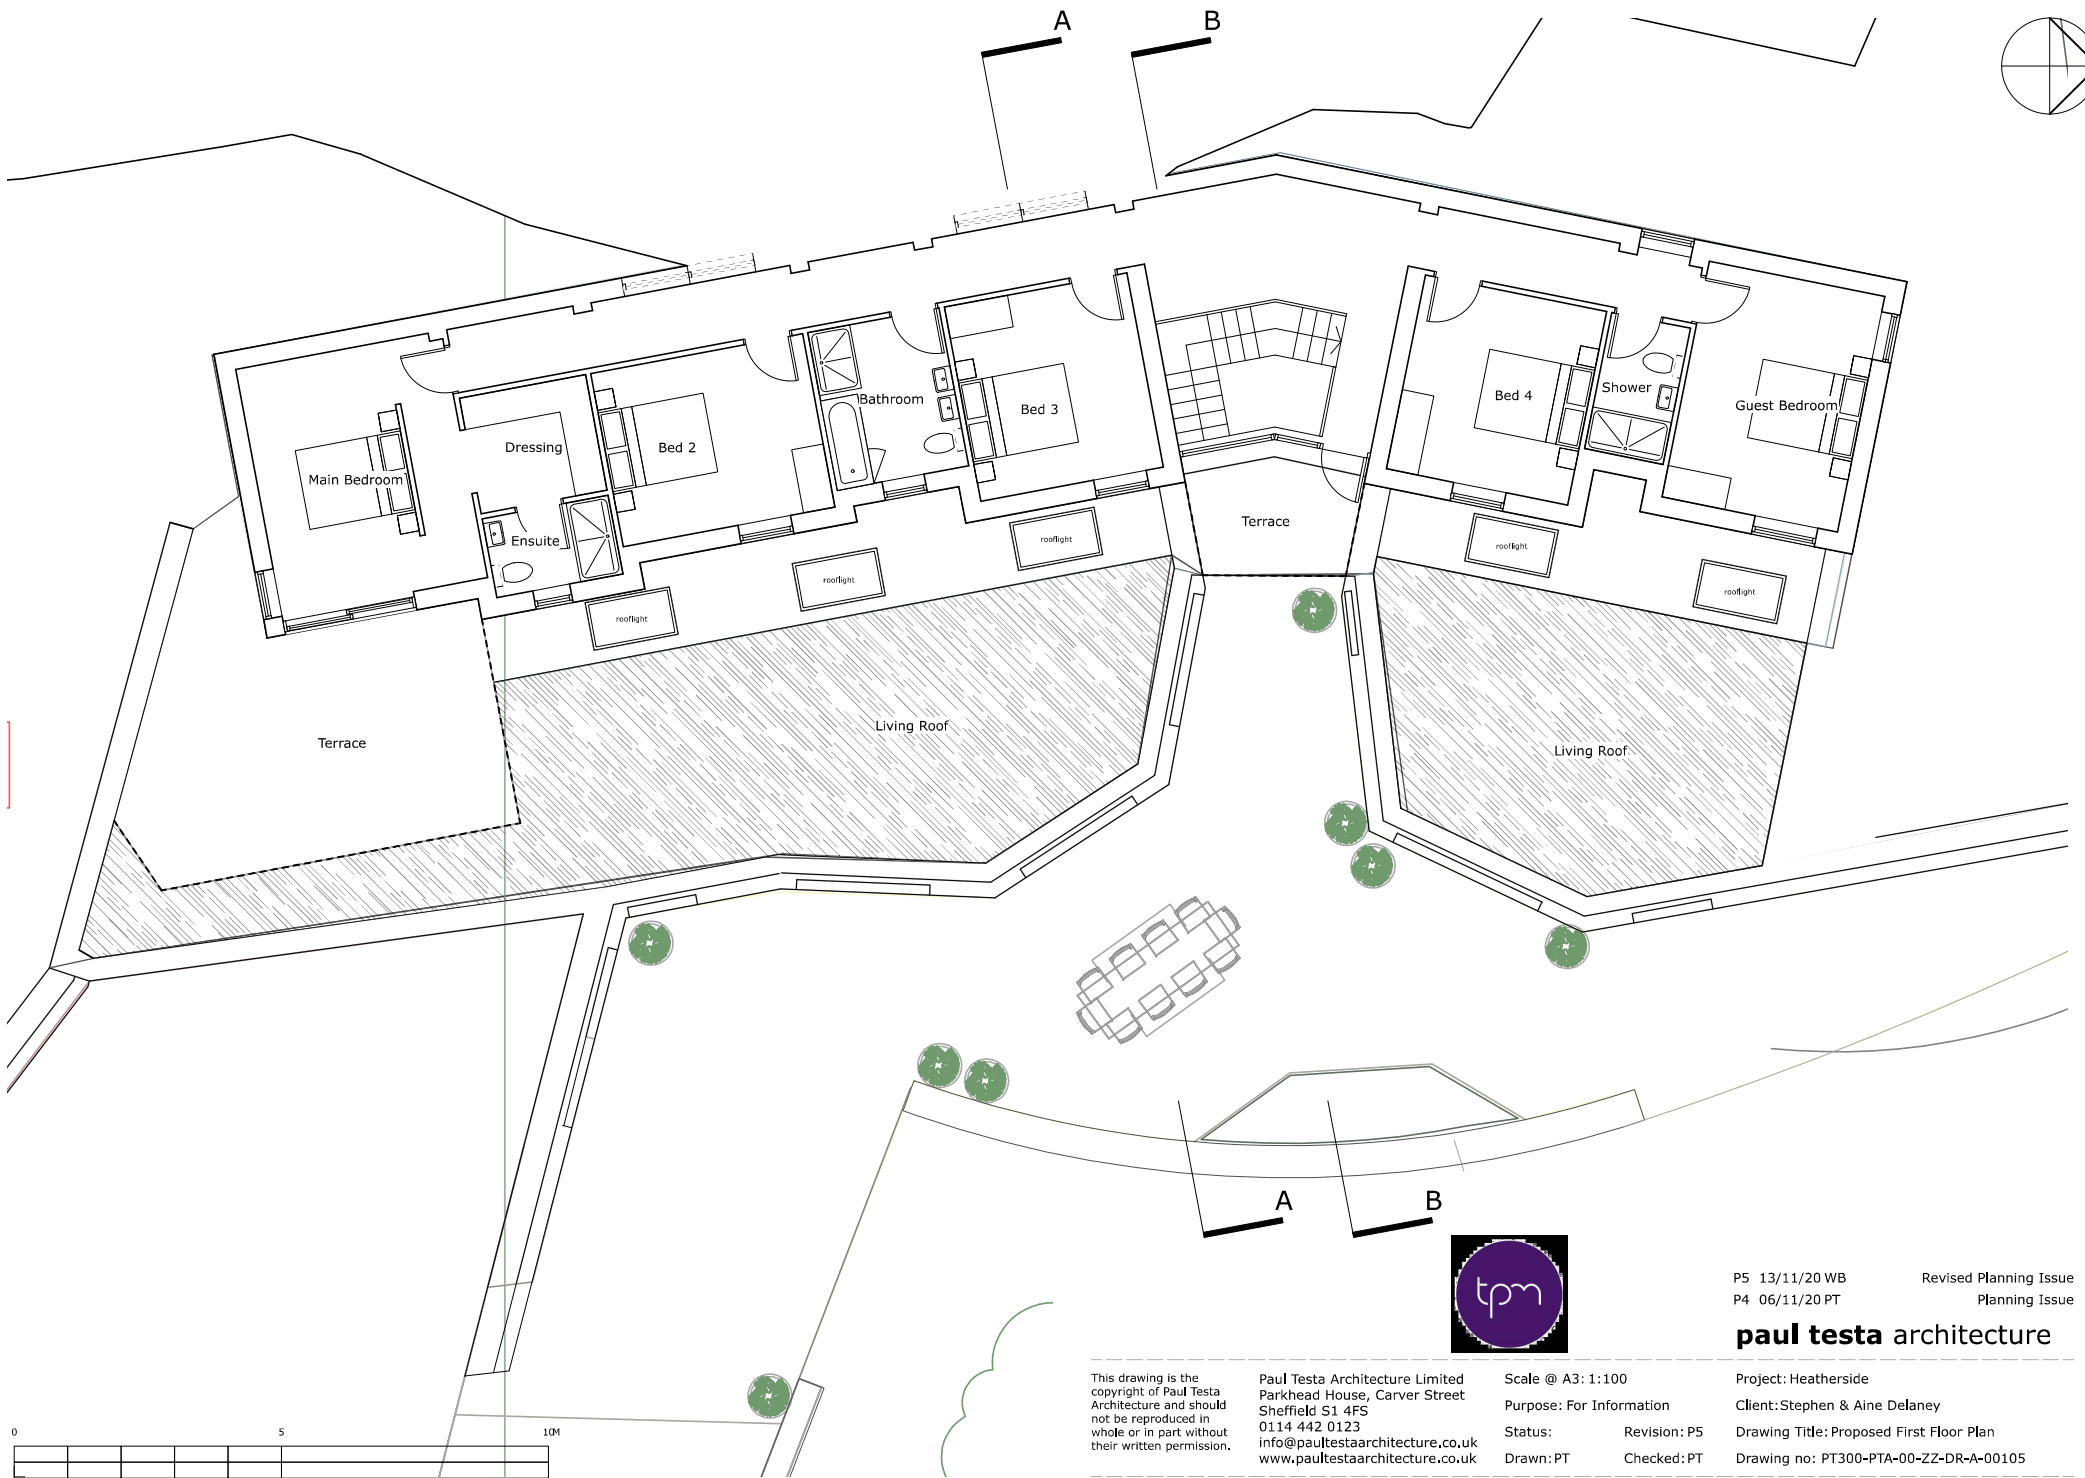 A
B
Main Bedroom
Dressing
Ensuite
Bed 2
Bathroom
Bed 3
Bed 4
Shower
Guest Bedroom
Terrace
rooflight
rooflight
rooflight
rooflight
rooflight
Terrace
Living Roof
Living Roof
A
B
tpm
P5 13/11/20 WB Revised Planning Issue
P4 06/11/20 PT Planning Issue
paul testa architecture
This drawing is the
copyright of Paul Testa
Architecture and should
not be reproduced in
whole or in part without
their written permission.
Paul Testa Architecture Limited
Parkhead House, Carver Street
Sheffield S1 4FS
0114 442 0123
info@paultestaarchitecture.co.uk
www.paultestaarchitecture.co.uk
Scale @ A3: 1:100
Purpose: For Information
Status: Revision: P5
Drawn: PT Checked: PT
Project: Heatherside
Client: Stephen & Aine Delaney
Drawing Title: Proposed First Floor Plan
Drawing no: PT300-PTA-00-ZZ-DR-A-00105
0 5 10M